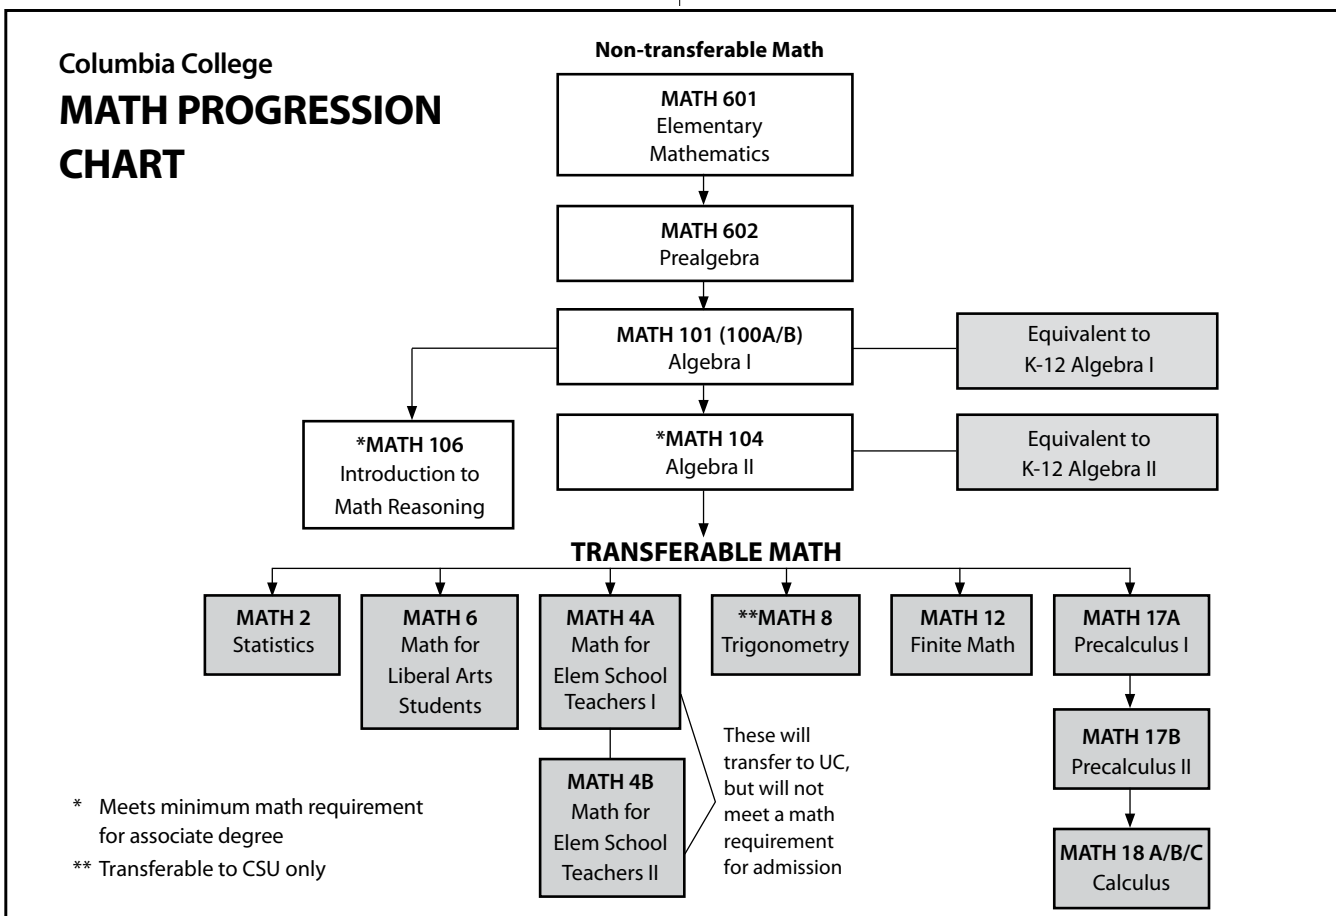 Columbia College
MATH PROGRESSION
CHART
Non-transferable Math
MATH 601
Elementary
Mathematics
MATH 602
Prealgebra
MATH 101 (100A/B)
Algebra I
Equivalent to
K-12 Algebra I
*MATH 106
Introduction to
Math Reasoning
*MATH 104
Algebra II
Equivalent to
K-12 Algebra II
TRANSFERABLE MATH
MATH 2
Statistics
MATH 6
Math for
Liberal Arts
Students
MATH 4A
Math for
Elem School
Teachers I
**MATH 8
Trigonometry
MATH 12
Finite Math
MATH 17A
Precalculus I
MATH 4B
Math for
Elem School
Teachers II
These will
transfer to UC,
but will not
meet a math
requirement
for admission
MATH 17B
Precalculus II
MATH 18 A/B/C
Calculus
* Meets minimum math requirement
for associate degree
** Transferable to CSU only